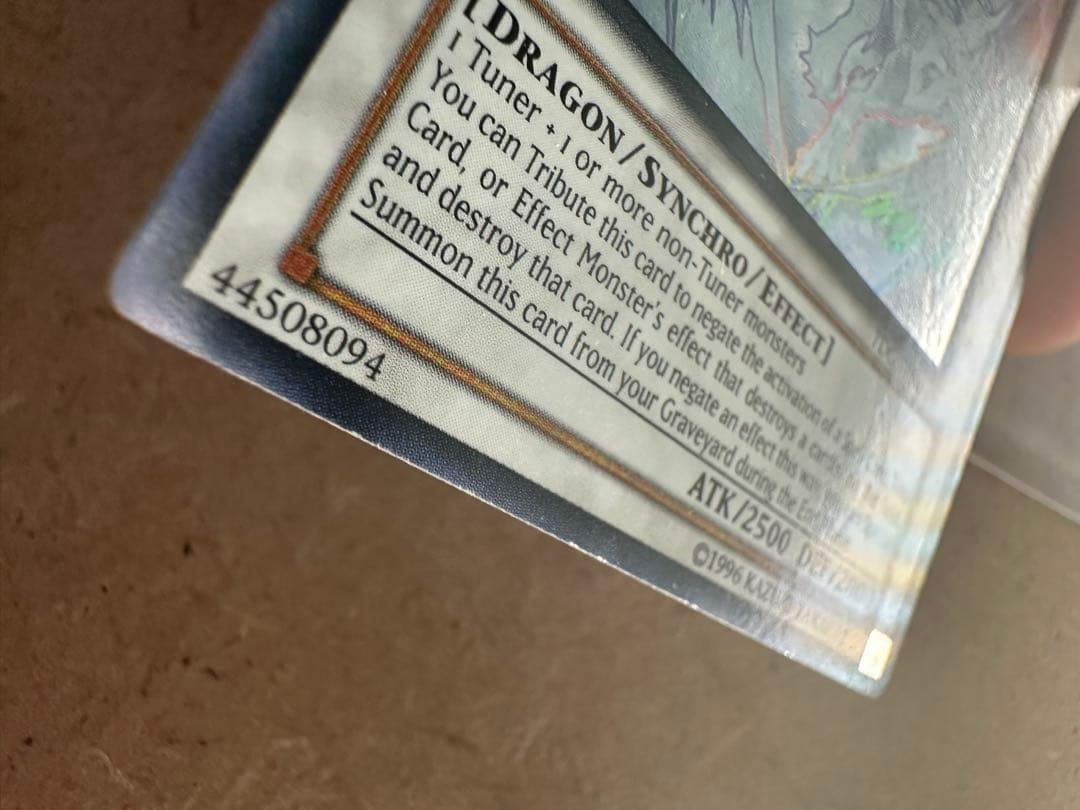 [DRAGON/SYNCHRO/EFFECT]
1 Tuner + 1 or more non-Tuner monsters
You can Tribute this card to negate the activation of a
Card, or Effect Monster's effect that destroys a card
and destroy that card. If you negate an effect this way
Summon this card from your Graveyard during the
ATK/2500 DEF/
44508094
©1996 KAZUKI